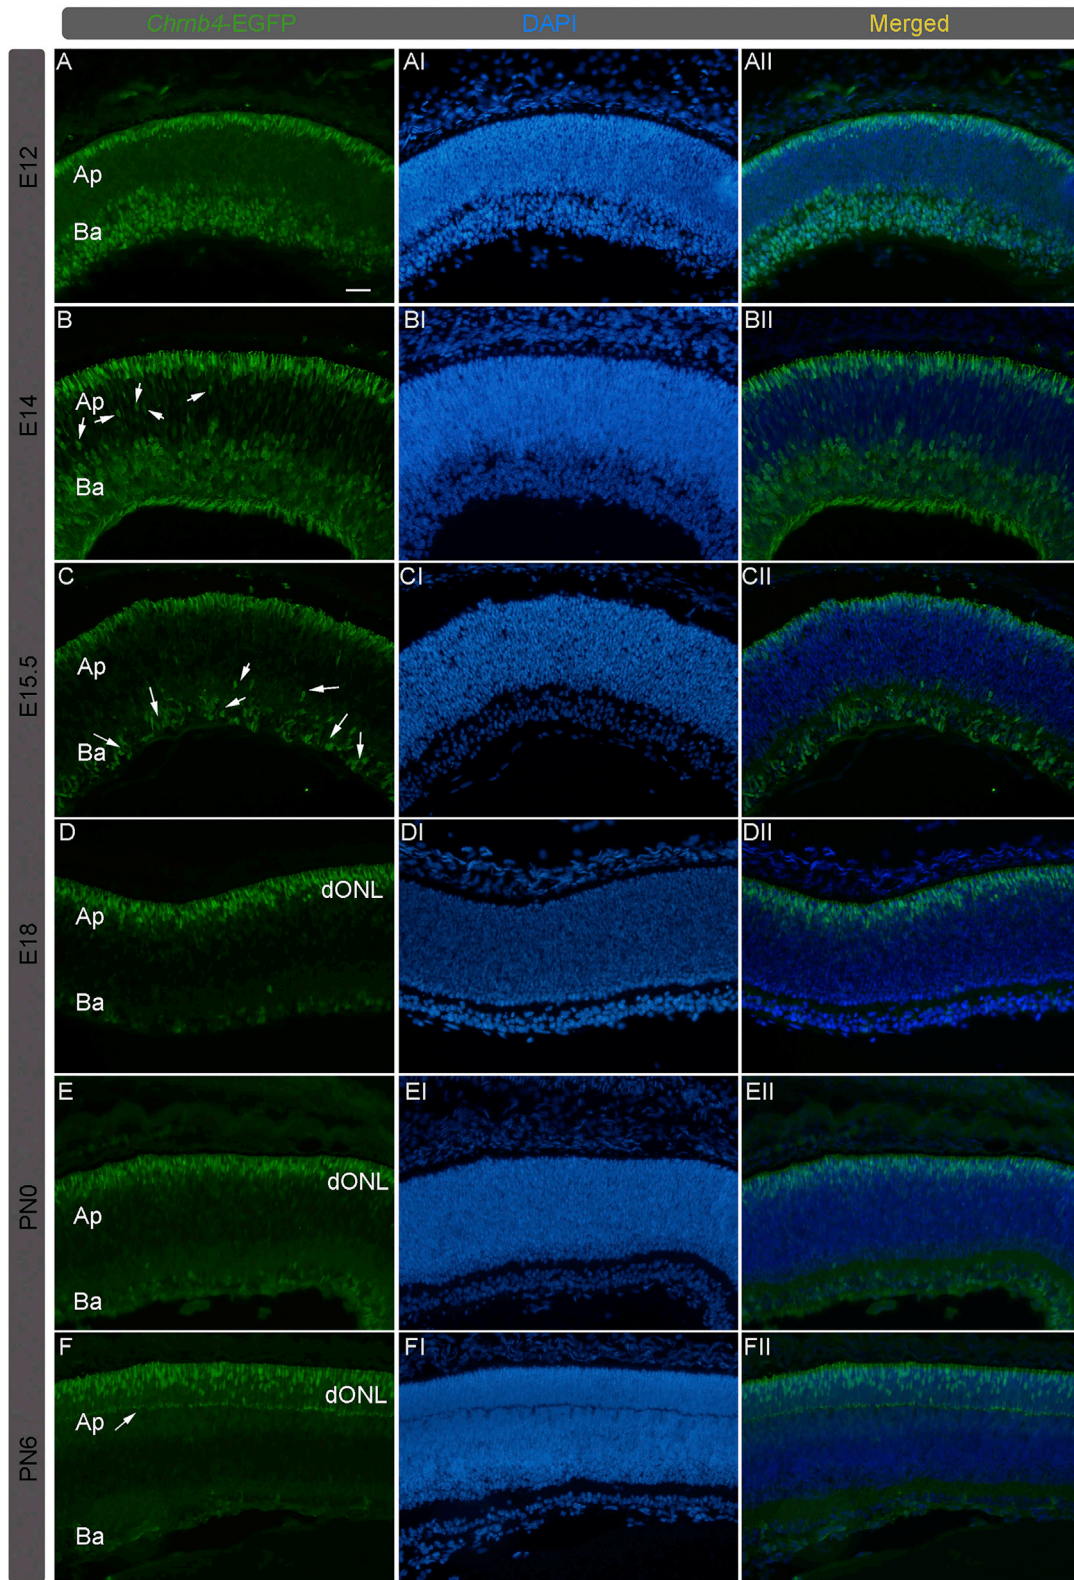 Chrnb4-EGFP DAPI Merged
E12
A AI AII
Ap
Ba
E14
B BI BII
Ap
Ba
E15.5
C CI CII
Ap
Ba
E18
D DI DII
dONL
Ap
Ba
PN0
E EI EII
dONL
Ap
Ba
PN6
F FI FII
dONL
Ap
Ba